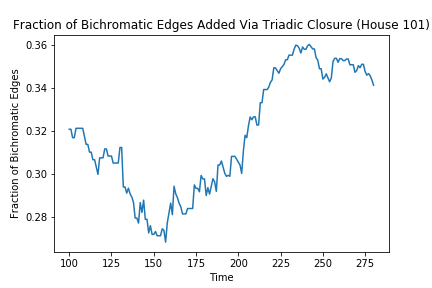 Fraction of Bichromatic Edges Added Via Triadic Closure (House 101)
Fraction of Bichromatic Edges
0.36
0.34
0.32
0.30
0.28
100 125 150 175 200 225 250 275
Time